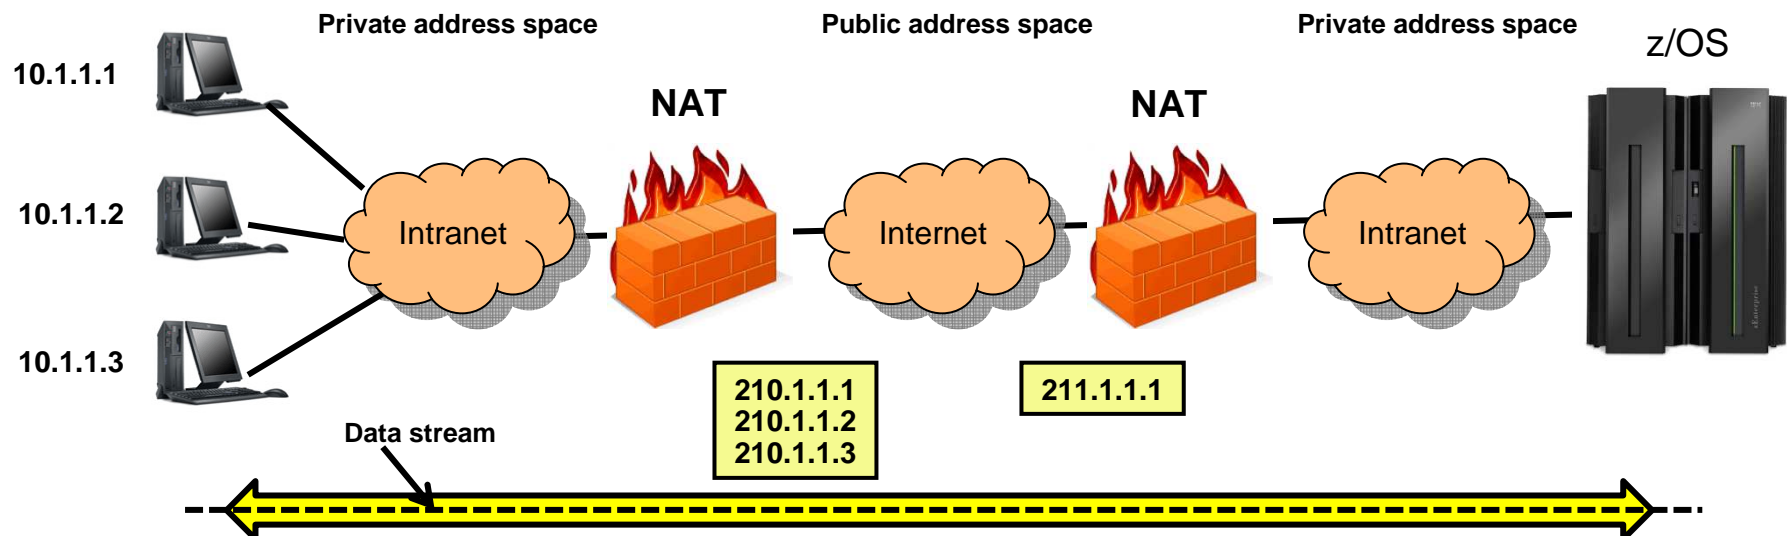 Private address space
Public address space
Private address space
z/OS
10.1.1.1
NAT
NAT
10.1.1.2
Intranet
Internet
Intranet
zEnterprise
10.1.1.3
210.1.1.1
210.1.1.2
210.1.1.3
211.1.1.1
Data stream